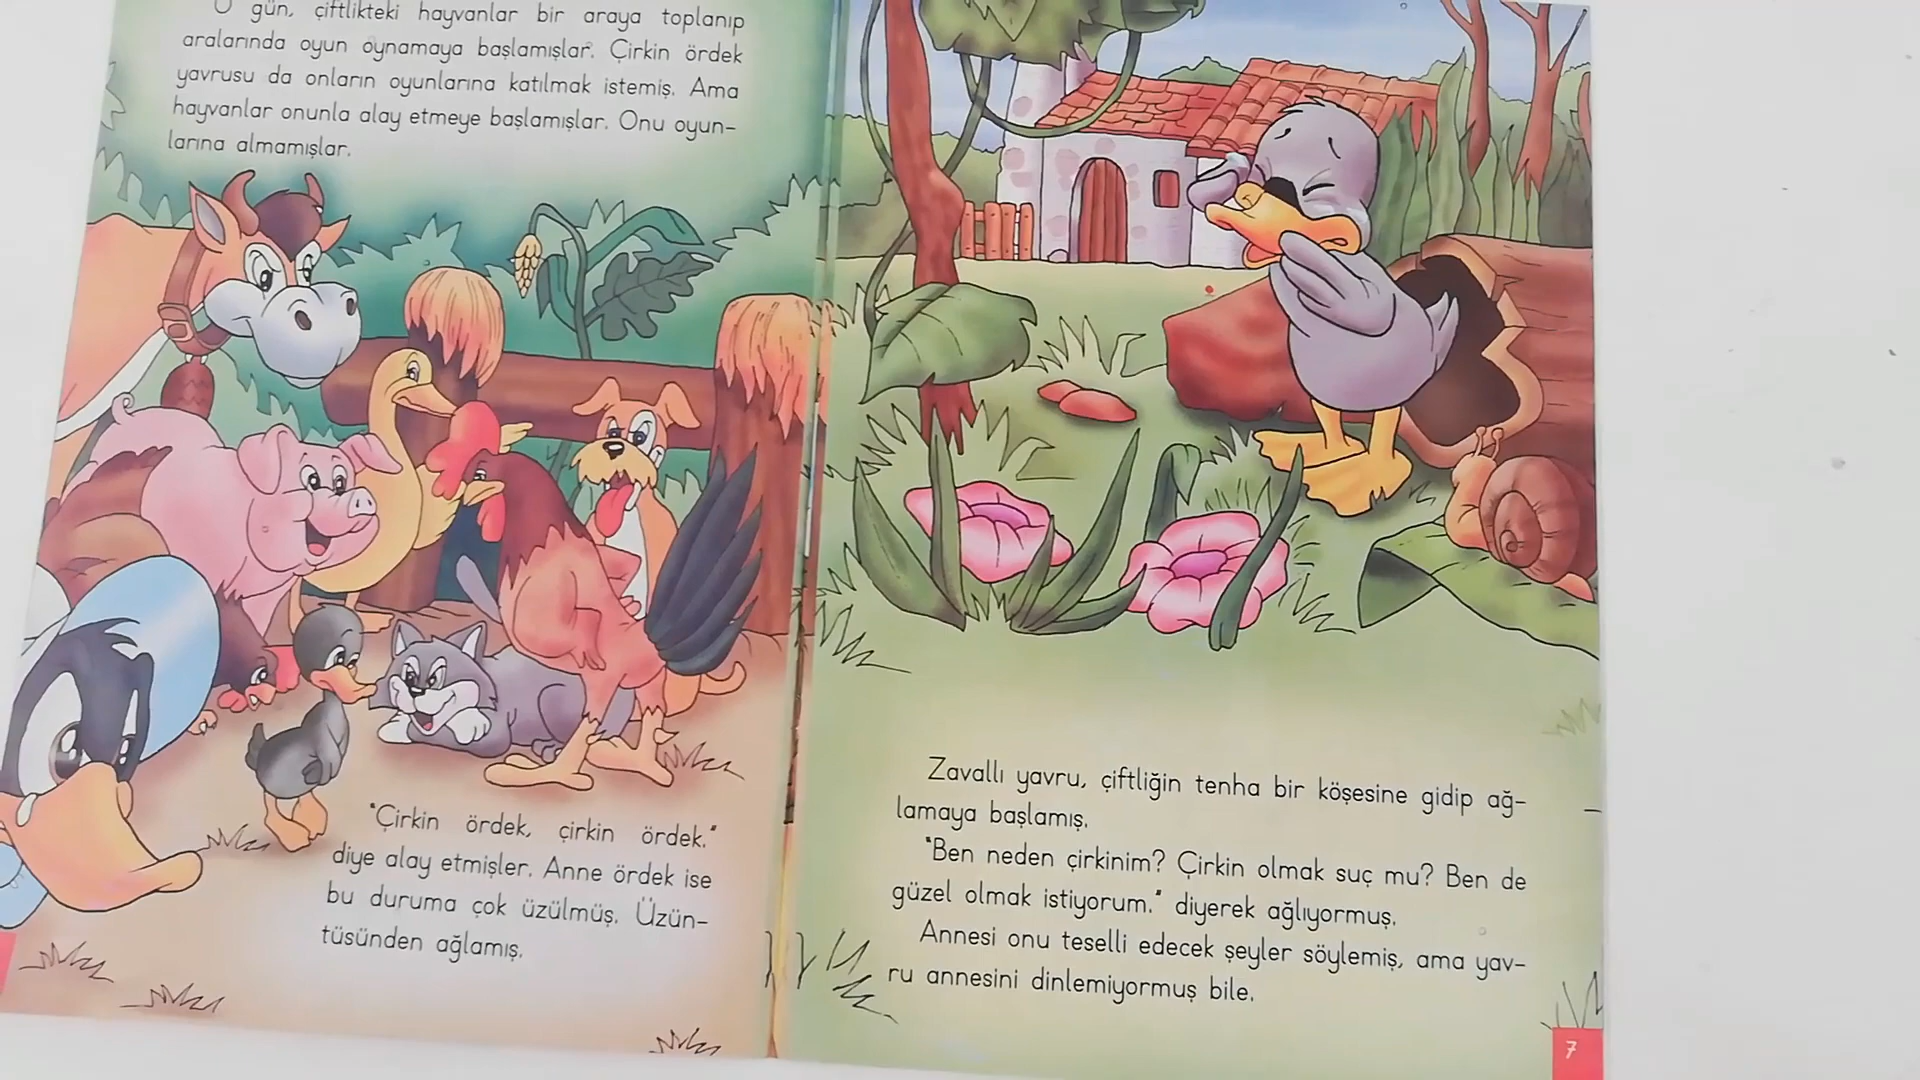 O gün, çiftlikteki hayvanlar bir araya toplanıp
aralarında oyun oynamaya başlamışlar. Çirkin ördek
yavrusu da onların oyunlarına katılmak istemiş. Ama
hayvanlar onunla alay etmeye başlamışlar. Onu oyun-
larına almamışlar.
"Çirkin ördek, çirkin ördek."
diye alay etmişler. Anne ördek ise
bu duruma çok üzülmüş. Üzün-
tüsünden ağlamış.
Zavallı yavru, çiftliğin tenha bir köşesine gidip ağ-
lamaya başlamış.
"Ben neden çirkinim? Çirkin olmak suç mu? Ben de
güzel olmak istiyorum." diyerek ağlıyormuş.
Annesi onu teselli edecek şeyler söylemiş, ama yav-
ru annesini dinlemiyormuş bile.
7